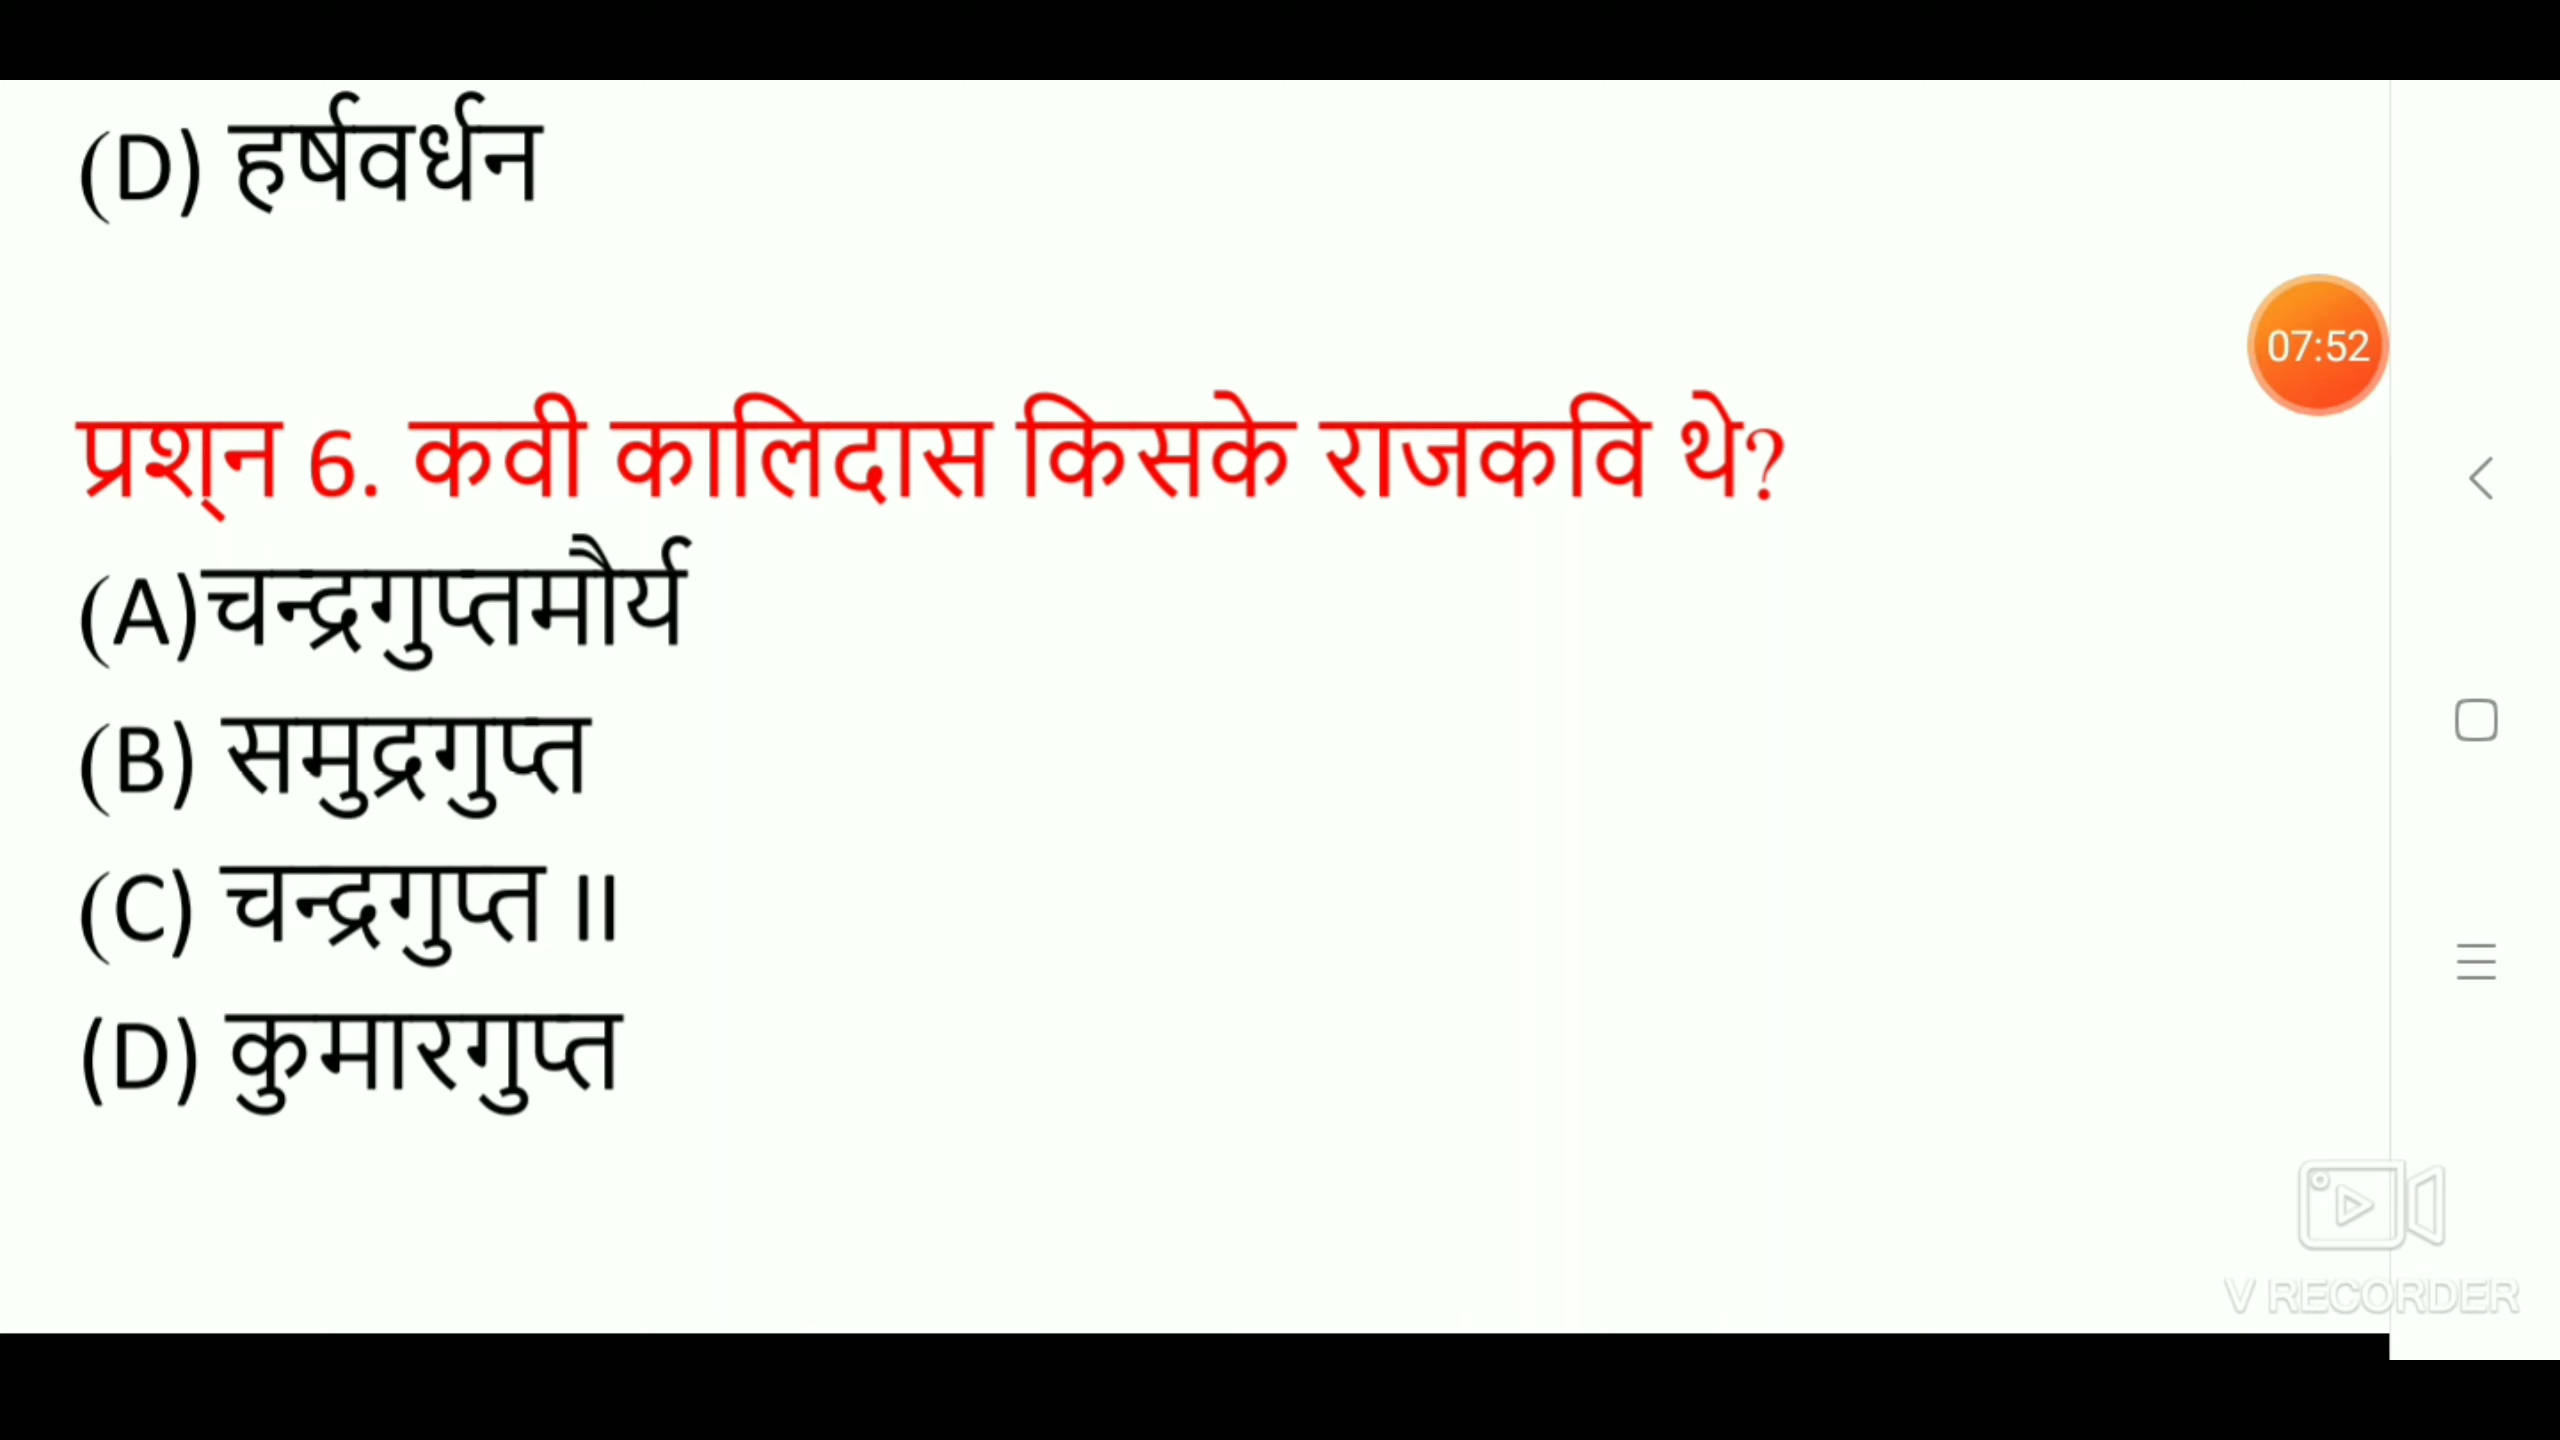 (D) हर्षवर्धन
07:52
प्रश्न 6. कवी कालिदास किसके राजकवि थे?
(A)चन्द्रगुप्तमौर्य
(B) समुद्रगुप्त
(C) चन्द्रगुप्त ॥
(D) कुमारगुप्त
V RECORDER